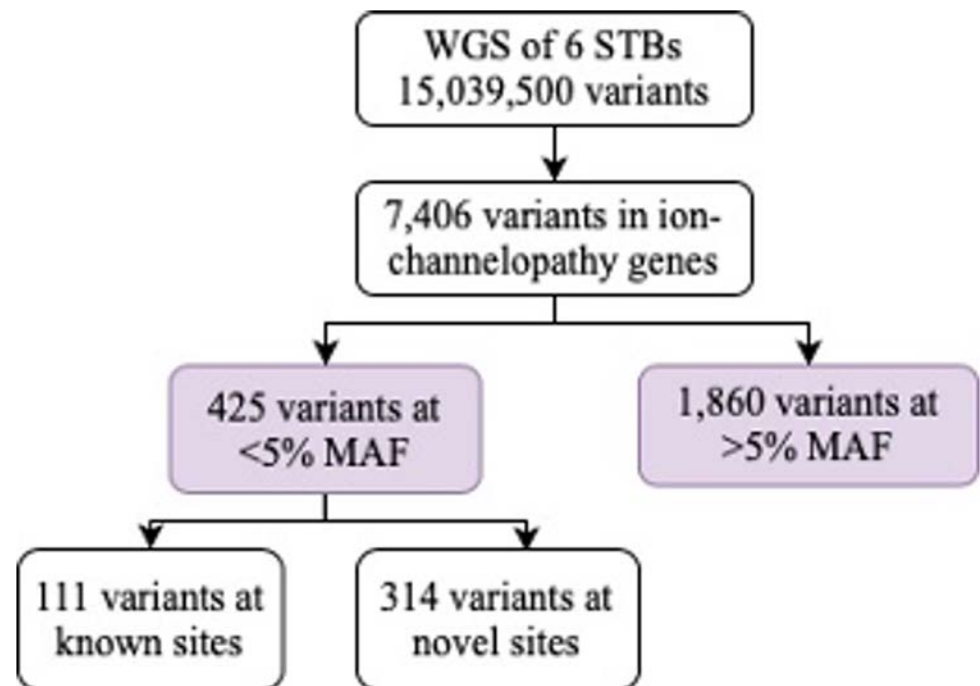 WGS of 6 STBs
15,039,500 variants
7,406 variants in ion-
channelopathy genes
425 variants at
<5% MAF
1,860 variants at
>5% MAF
111 variants at
known sites
314 variants at
novel sites